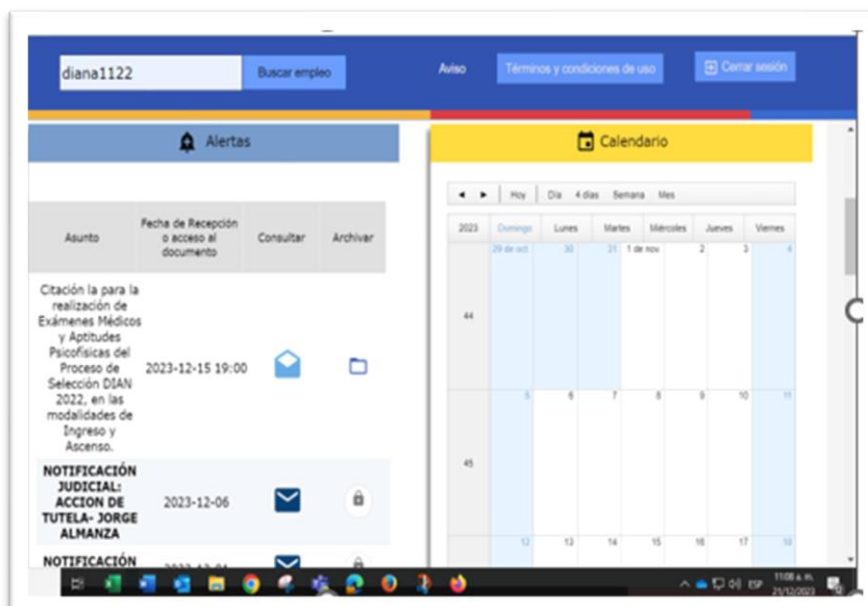 diana1122
Buscar empleo
Aviso
Términos y condiciones de uso
Cerrar sesión
Alertas
Asunto
Fecha de Recepción
o acceso al
documento
Consultar
Archivar
Citación la para la
realización de
Exámenes Médicos
y Aptitudes
Psicofísicas del
Proceso de
Selección DIAN
2022, en las
modalidades de
Ingreso y
Ascenso.
2023-12-15 19:00
NOTIFICACIÓN
JUDICIAL:
ACCION DE
TUTELA- JORGE
ALMANZA
2023-12-06
NOTIFICACIÓN
Calendario
Hoy
Día
4 días
Semana
Mes
2023
Domingo
Lunes
Martes
Miércoles
Jueves
Viernes
29 de oct.
30
31
1 de nov.
2
3
4
44
5
6
7
8
9
10
11
45
12
13
14
15
16
17
18
ESP
11:08 a. m.
21/12/2023